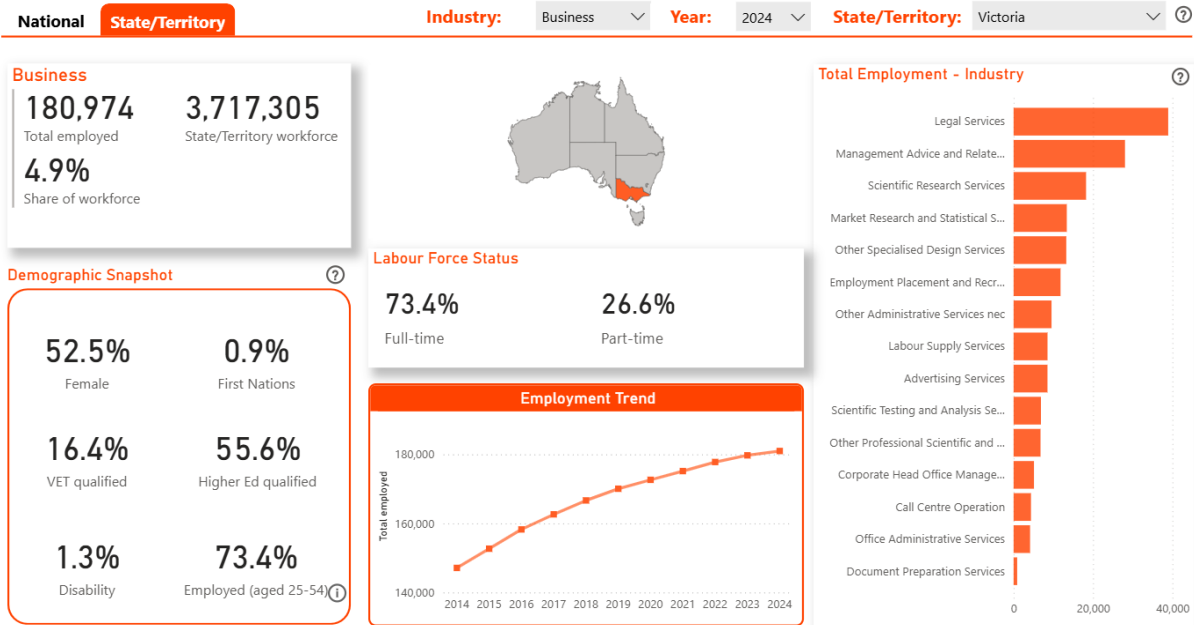 National
State/Territory
Industry:
Business
Year:
2024
State/Territory:
Victoria
?
Business
180,974
Total employed
3,717,305
State/Territory workforce
4.9%
Share of workforce
Demographic Snapshot
?
52.5%
Female
0.9%
First Nations
16.4%
VET qualified
55.6%
Higher Ed qualified
1.3%
Disability
73.4%
Employed (aged 25-54)
i
Labour Force Status
73.4%
Full-time
26.6%
Part-time
Employment Trend
Total employed
180,000
160,000
140,000
2014 2015 2016 2017 2018 2019 2020 2021 2022 2023 2024
Total Employment - Industry
?
Legal Services
Management Advice and Relate...
Scientific Research Services
Market Research and Statistical S...
Other Specialised Design Services
Employment Placement and Recr...
Other Administrative Services nec
Labour Supply Services
Advertising Services
Scientific Testing and Analysis Se...
Other Professional Scientific and ...
Corporate Head Office Manage...
Call Centre Operation
Office Administrative Services
Document Preparation Services
0 20,000 40,000